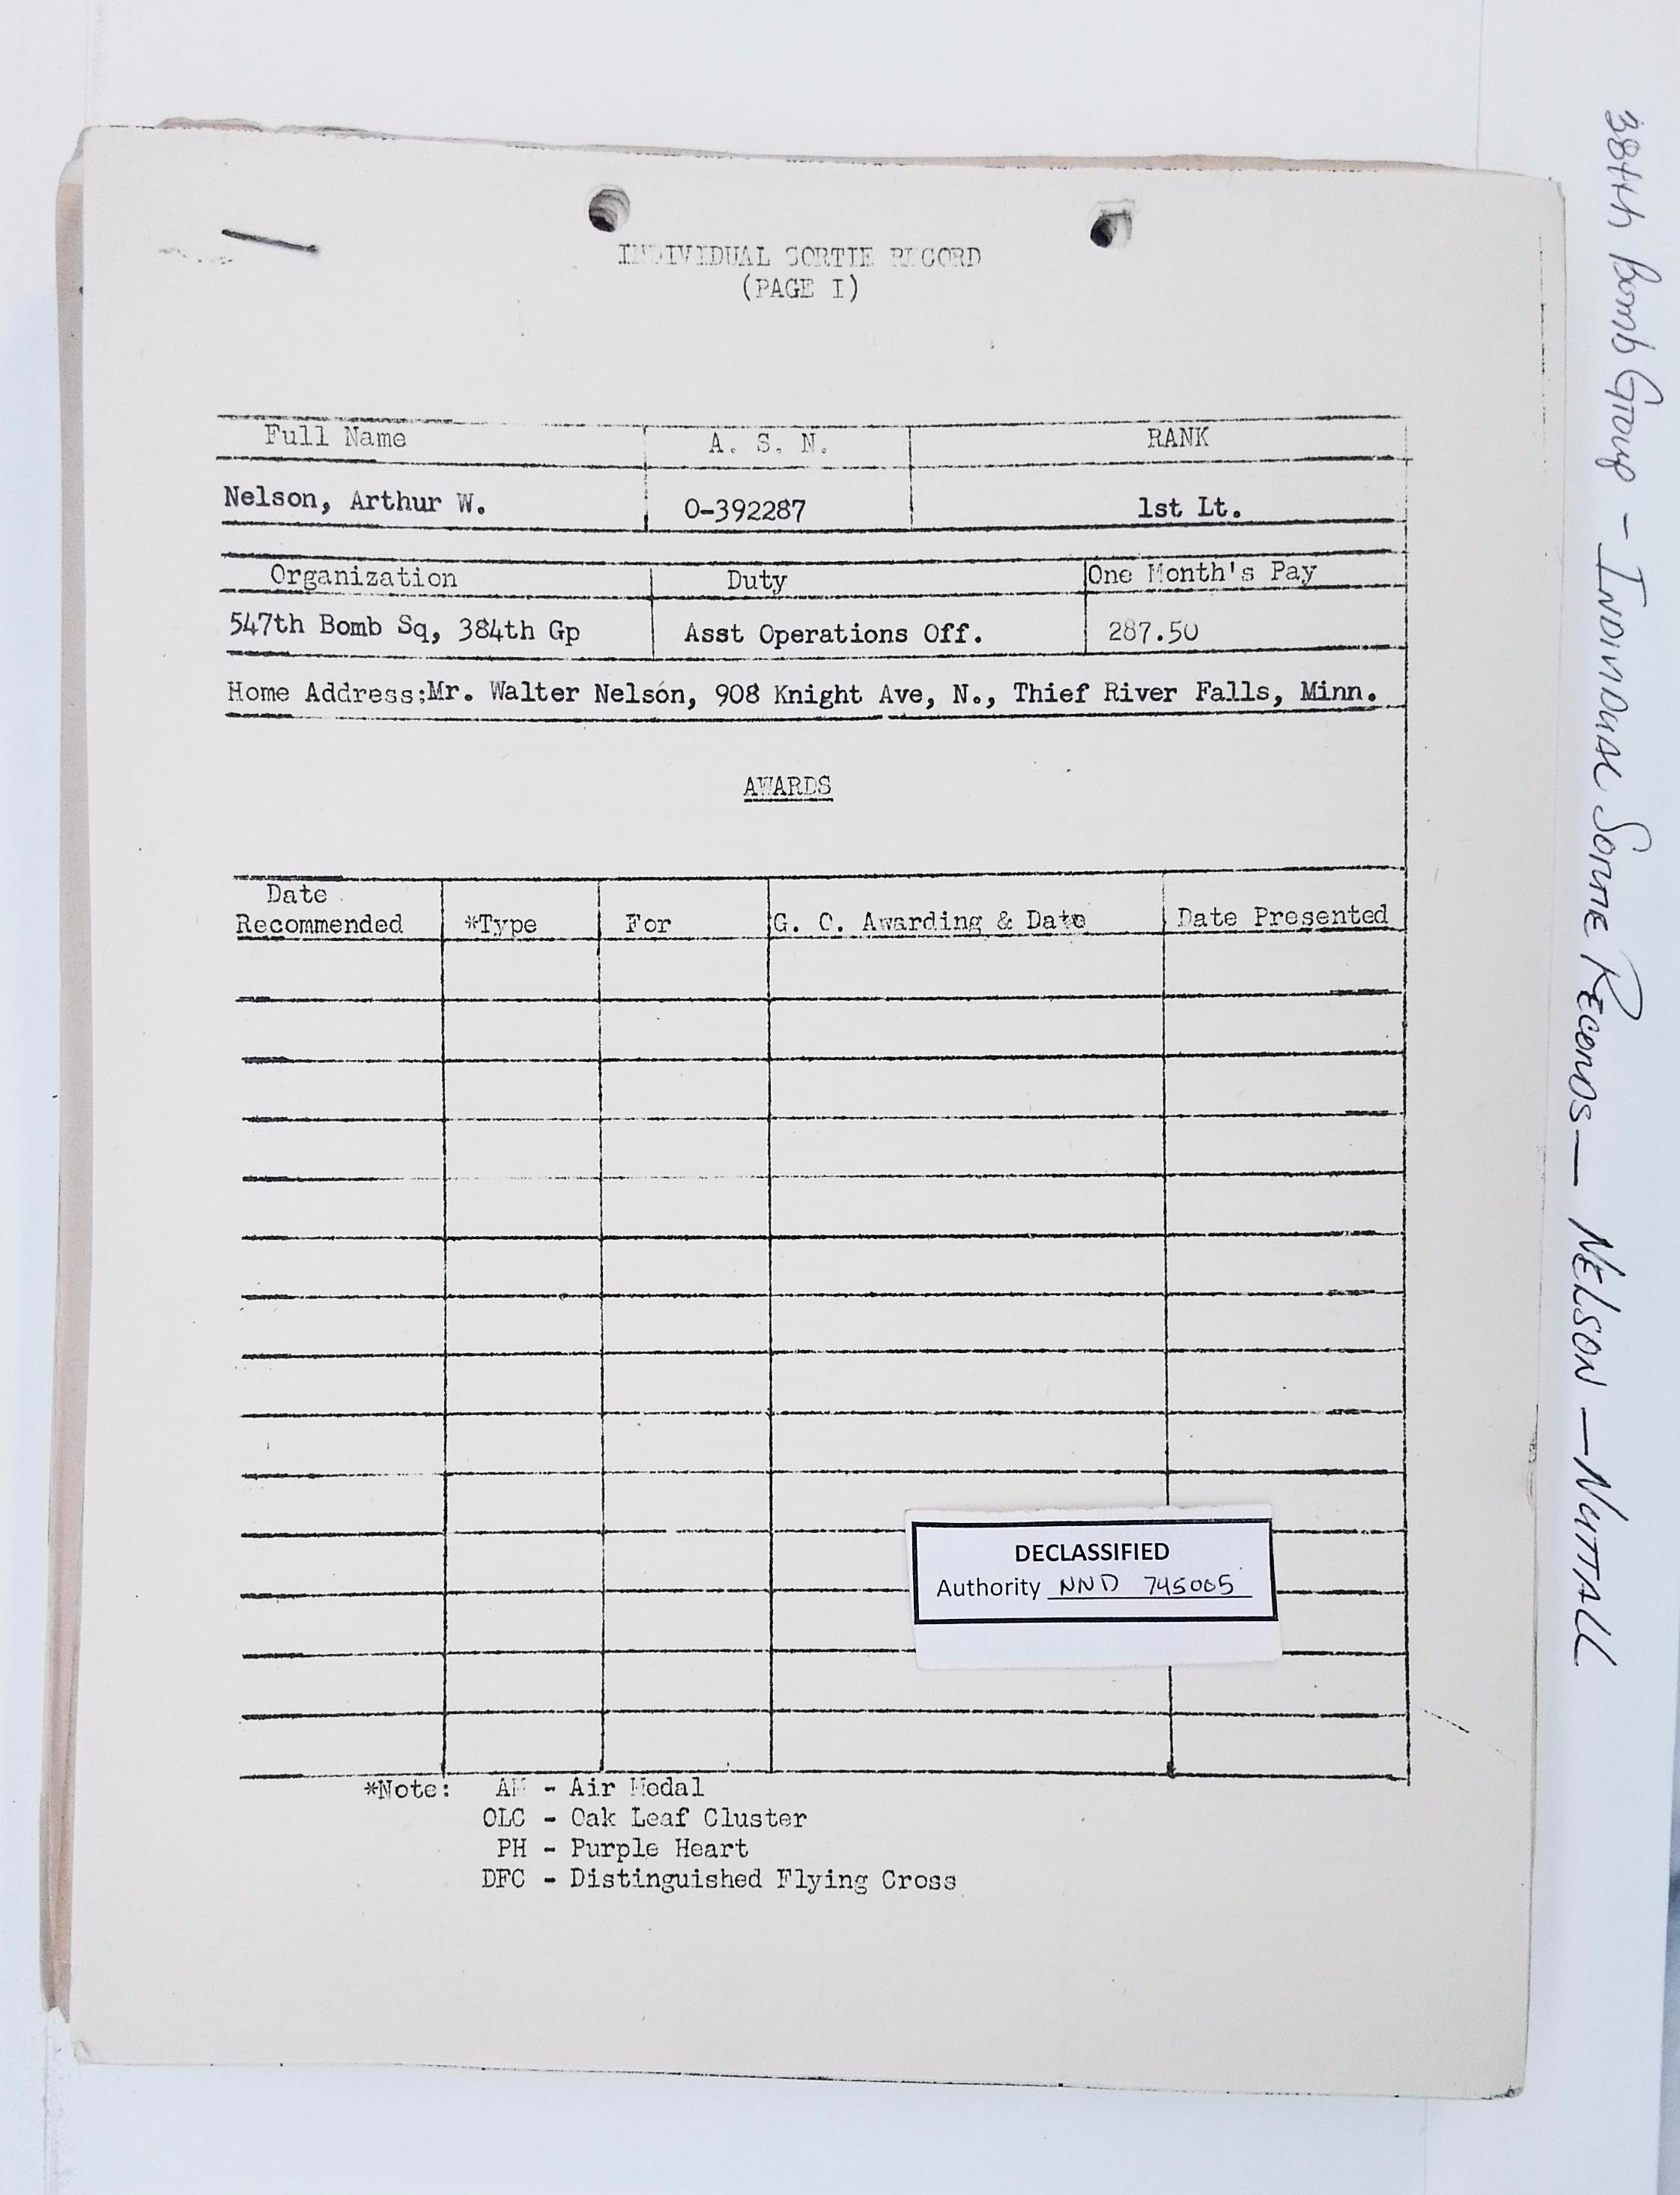 INDIVIDUAL SORTIE RECORD
(PAGE I)
Full Name A. S. N. RANK
Nelson, Arthur W. O-392287 1st Lt.
Organization Duty One Month's Pay
547th Bomb Sq, 384th Gp Asst Operations Off. 287.50
Home Address:Mr. Walter Nelson, 908 Knight Ave, N., Thief River Falls, Minn.
AWARDS
Date
Recommended *Type For G. O. Awarding & Date Date Presented
DECLASSIFIED
Authority NND 745005
*Note: AM - Air Medal
OLC - Oak Leaf Cluster
PH - Purple Heart
DFC - Distinguished Flying Cross
384th Bomb Group - INDIVIDUAL SORTIE RECORDS — NELSON — NUTTALL